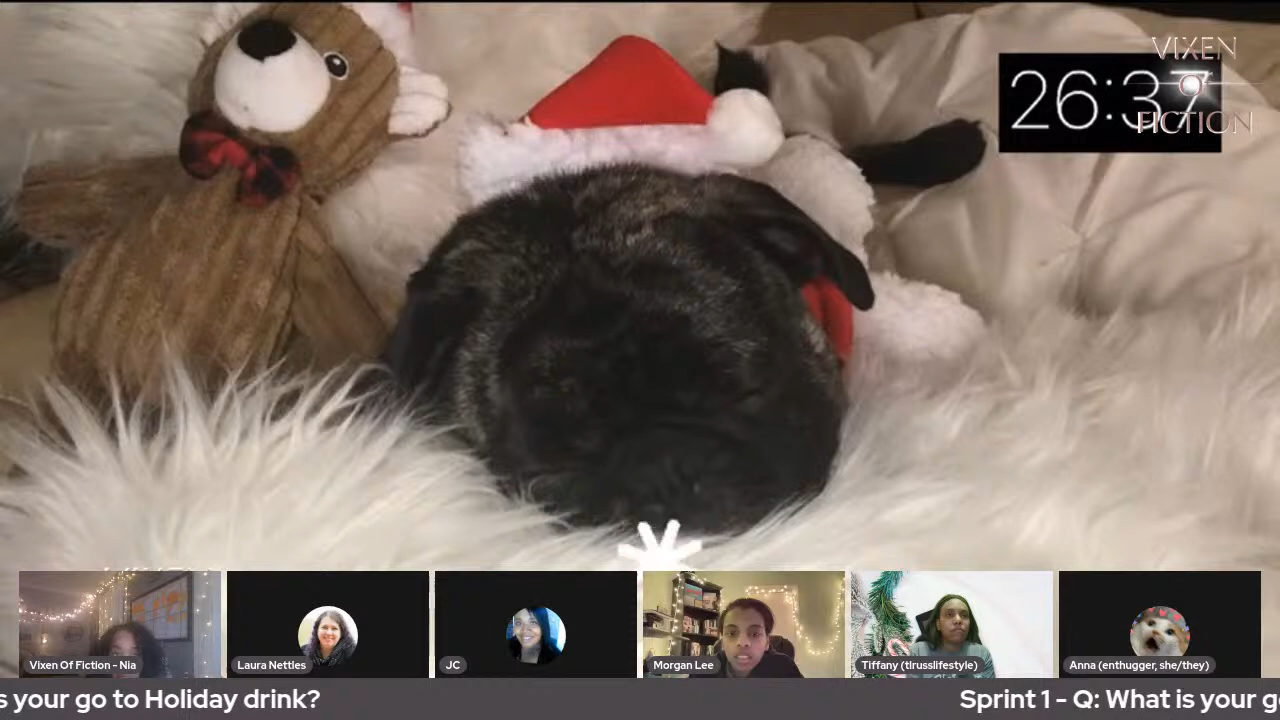 VIXEN
OF
FICTION
26:37
Vixen Of Fiction - Nia
Laura Nettles
JC
Morgan Lee
Tiffany (tlrusslifestyle)
Anna (enthugger, she/they)
s your go to Holiday drink?
Sprint 1 - Q: What is your g